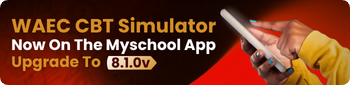 WAEC CBT Simulator
Now On The Myschool App
Upgrade To 8.1.0v